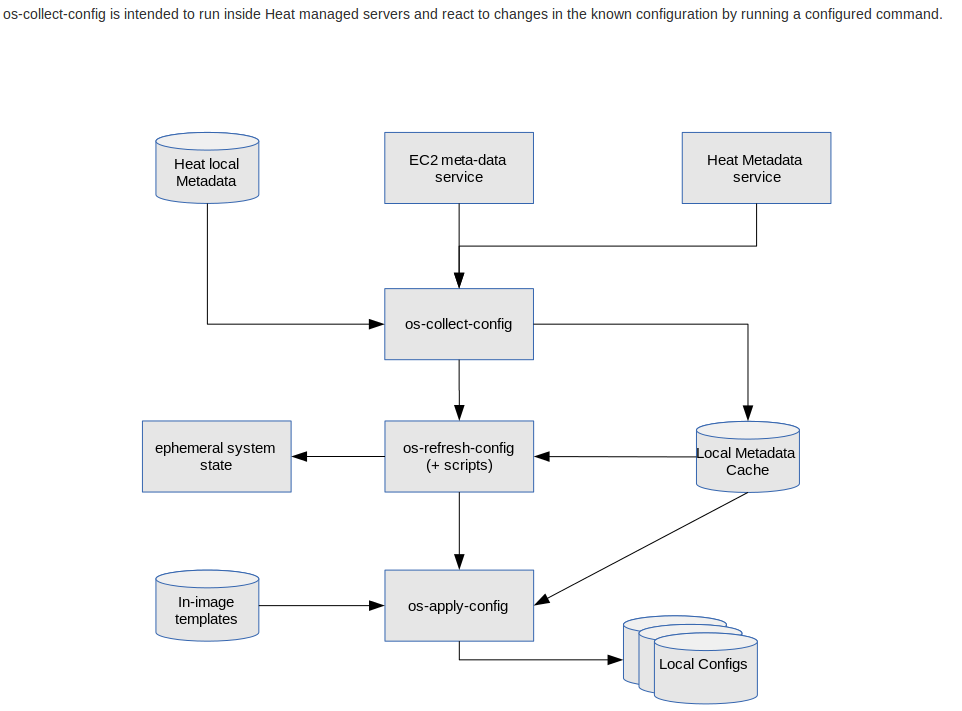 os-collect-config is intended to run inside Heat managed servers and react to changes in the known configuration by running a configured command.
Heat local
Metadata
EC2 meta-data
service
Heat Metadata
service
os-collect-config
ephemeral system
state
os-refresh-config
(+ scripts)
Local Metadata
Cache
In-image
templates
os-apply-config
Local Configs